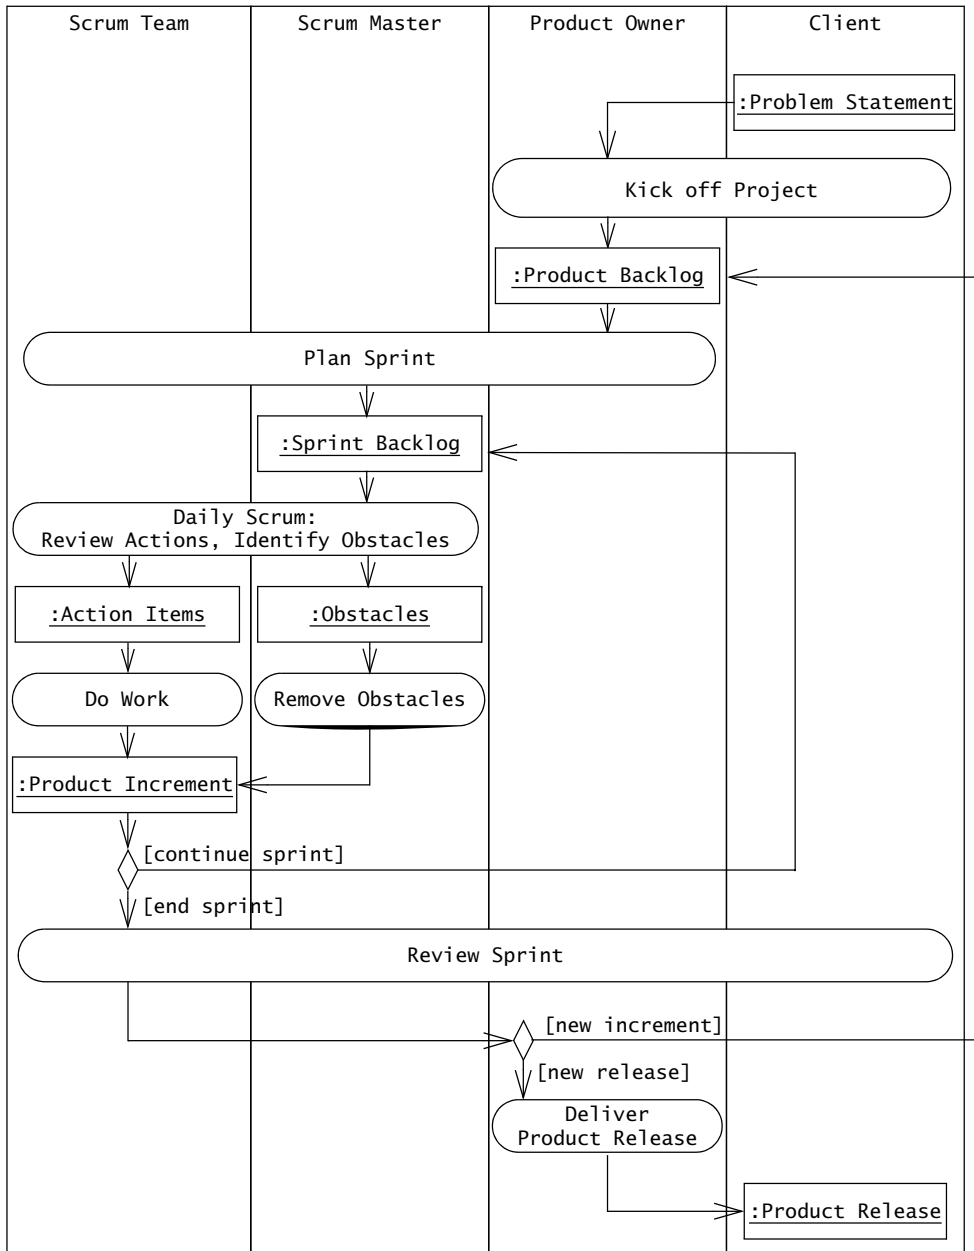 Scrum Team
Scrum Master
Product Owner
Client
:Problem Statement
Kick off Project
:Product Backlog
Plan Sprint
:Sprint Backlog
Daily Scrum:
Review Actions, Identify Obstacles
:Action Items
:Obstacles
Do Work
Remove Obstacles
:Product Increment
[continue sprint]
[end sprint]
Review Sprint
[new increment]
[new release]
Deliver
Product Release
:Product Release